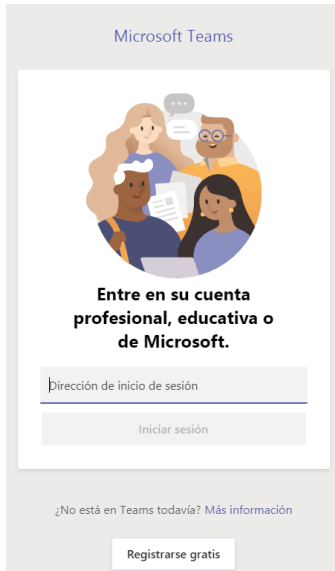 Microsoft Teams
Entre en su cuenta
profesional, educativa o
de Microsoft.
Dirección de inicio de sesión
Iniciar sesión
¿No está en Teams todavía? Más información
Registrarse gratis